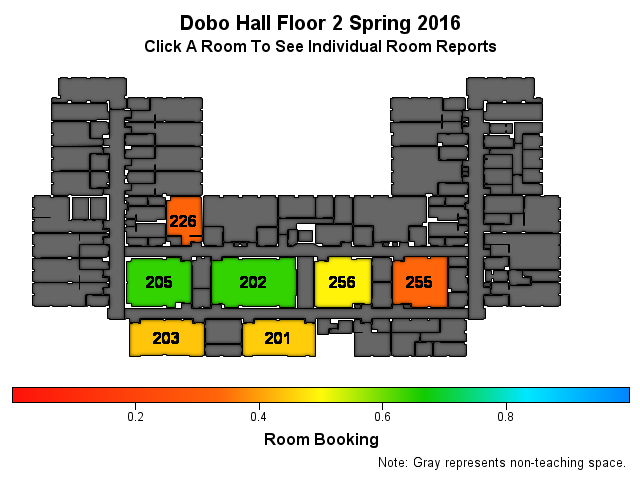 Dobo Hall Floor 2 Spring 2016
Click A Room To See Individual Room Reports
226
205
202
256
255
203
201
0.2
0.4
0.6
0.8
Room Booking
Note: Gray represents non-teaching space.